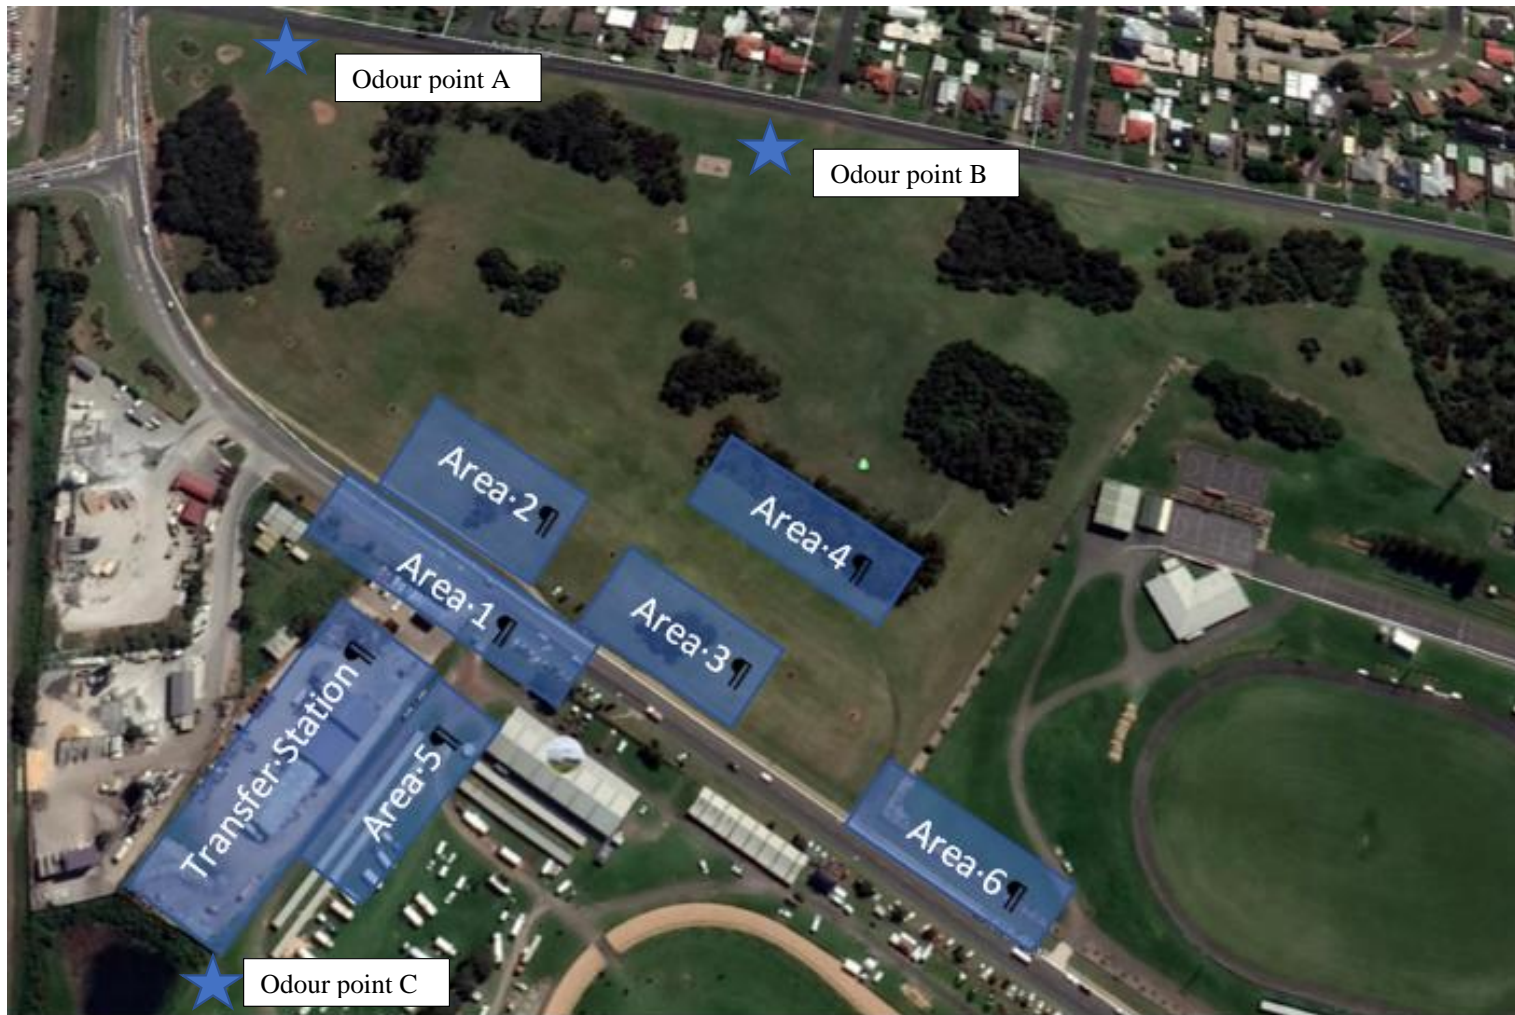 Odour point A
Odour point B
Area·2¶
Area·4¶
Area·1¶
Area·3¶
Transfer·Station¶
Area·5¶
Area·6¶
Odour point C